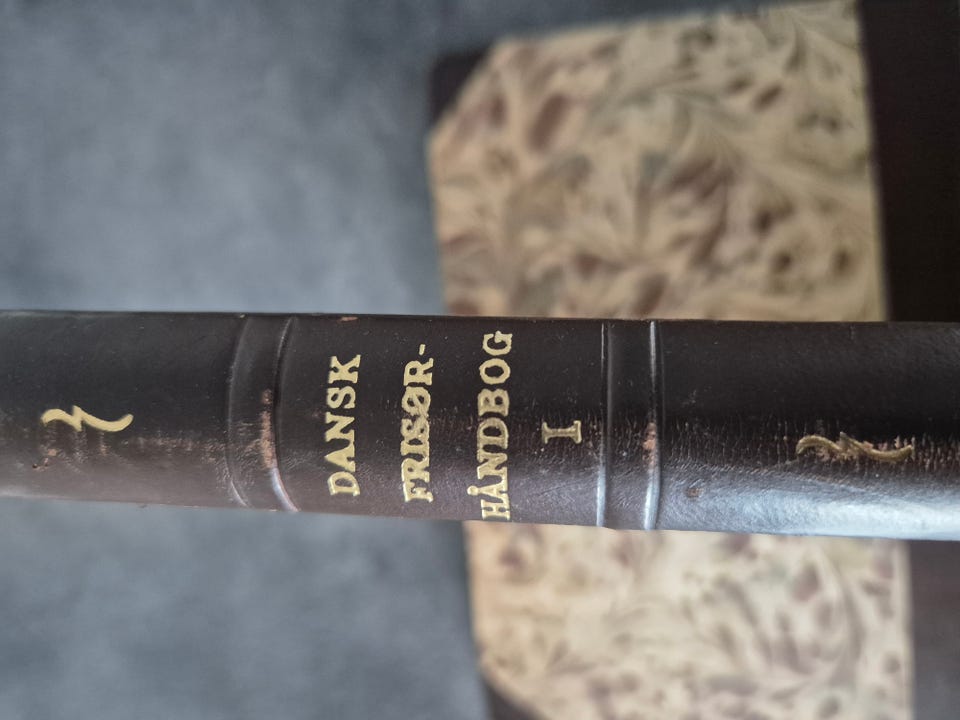 DANSK
FRISØR-
HÅNDBOG
I